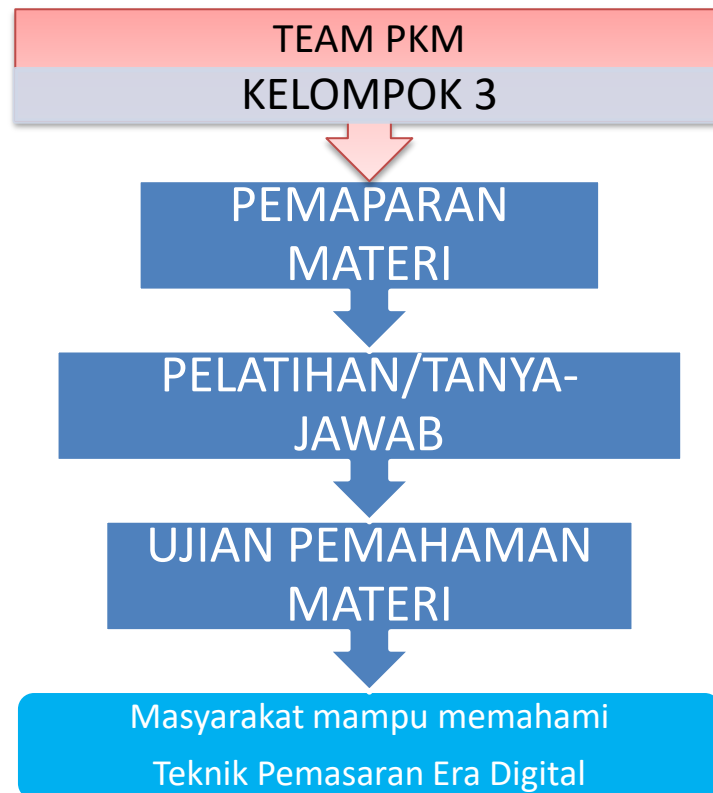 TEAM PKM
KELOMPOK 3
PEMAPARAN
MATERI
PELATIHAN/TANYA-
JAWAB
UJIAN PEMAHAMAN
MATERI
Masyarakat mampu memahami
Teknik Pemasaran Era Digital